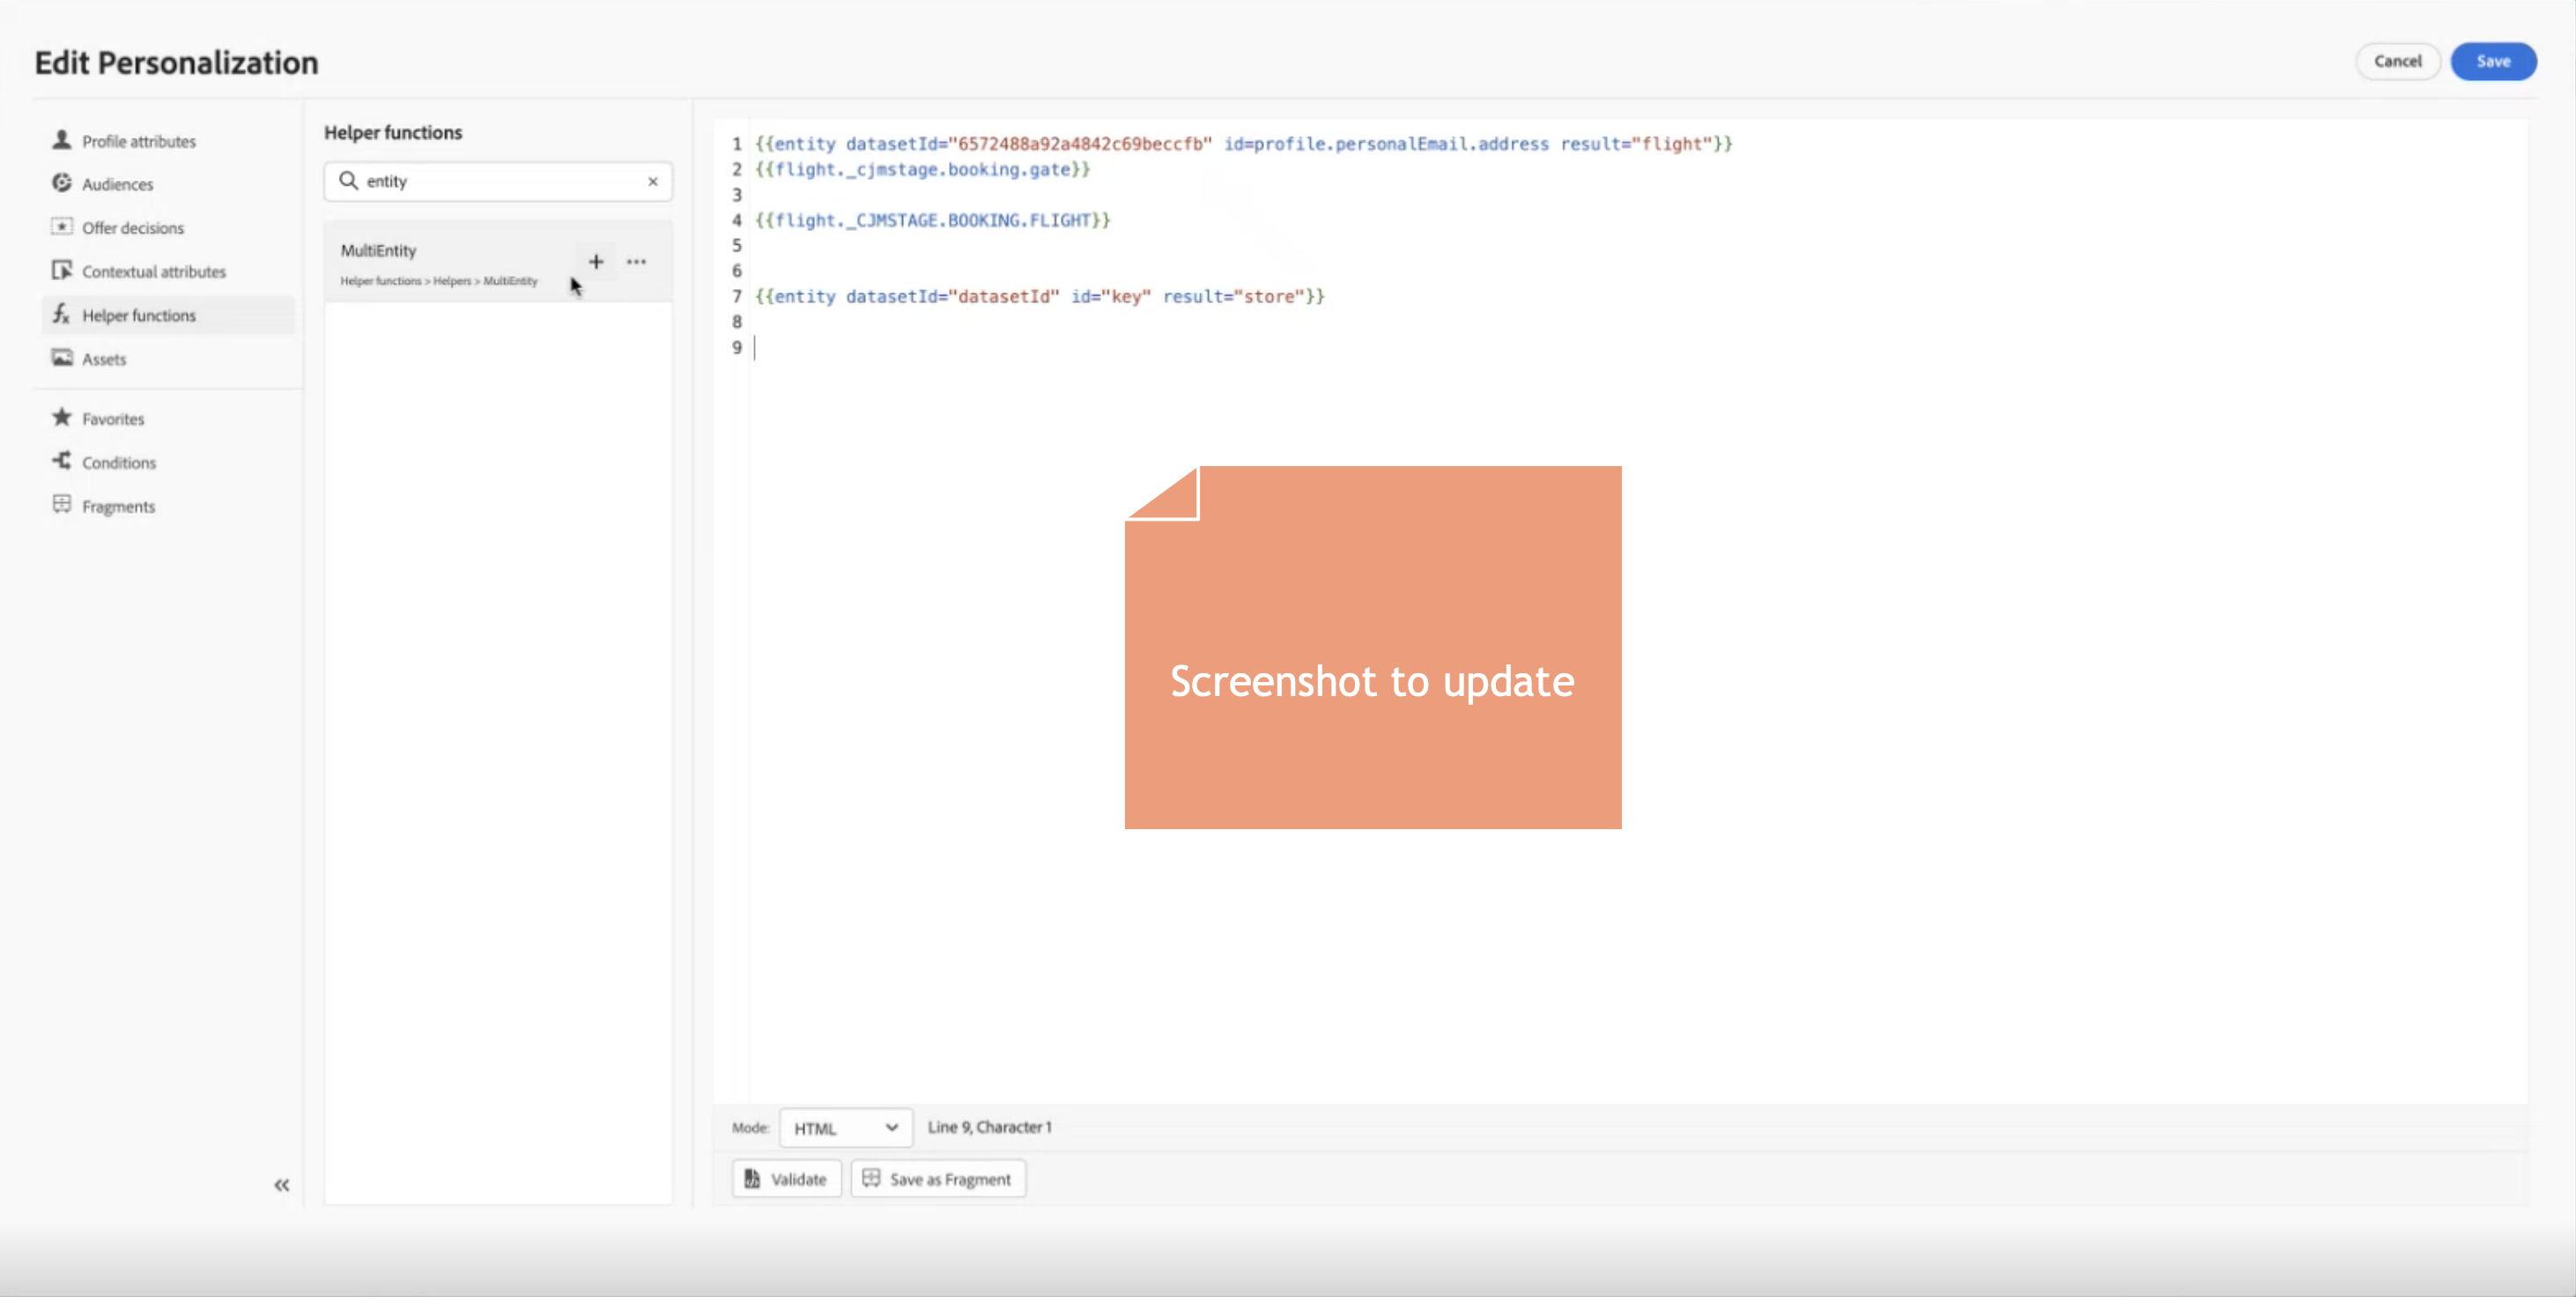 Edit Personalization
Cancel
Save
Profile attributes
Audiences
Offer decisions
Contextual attributes
Helper functions
Assets
Favorites
Conditions
Fragments
Helper functions
entity
MultiEntity
Helper functions > Helpers > MultiEntity
1 {{entity datasetId="6572488a92a4842c69beccfb" id=profile.personalEmail.address result="flight"}}
2 {{flight._cjmstage.booking.gate}}
3
4 {{flight._CJMSTAGE.BOOKING.FLIGHT}}
5
6
7 {{entity datasetId="datasetId" id="key" result="store"}}
8
9
Screenshot to update
Mode: HTML Line 9, Character 1
Validate Save as Fragment